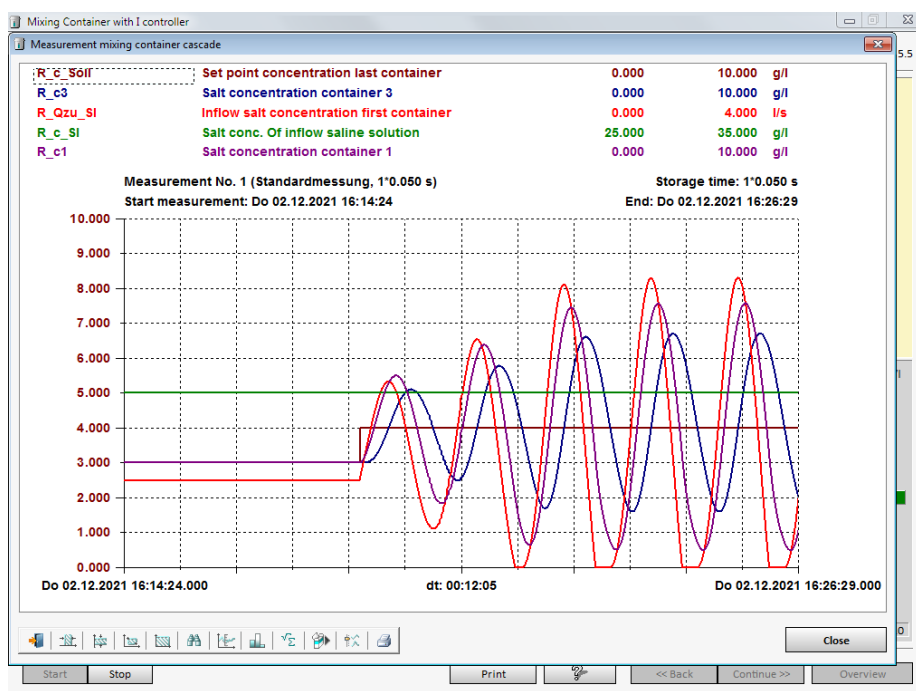 Mixing Container with I controller
Measurement mixing container cascade
5.5
R_c_Soll Set point concentration last container 0.000 10.000 g/l
R_c3 Salt concentration container 3 0.000 10.000 g/l
R_Qzu_Sl Inflow salt concentration first container 0.000 4.000 l/s
R_c_Sl Salt conc. Of inflow saline solution 25.000 35.000 g/l
R_c1 Salt concentration container 1 0.000 10.000 g/l
Measurement No. 1 (Standardmessung, 1*0.050 s) Storage time: 1*0.050 s
Start measurement: Do 02.12.2021 16:14:24 End: Do 02.12.2021 16:26:29
10.000
9.000
8.000
7.000
6.000
5.000
4.000
3.000
2.000
1.000
0.000
Do 02.12.2021 16:14:24.000 dt: 00:12:05 Do 02.12.2021 16:26:29.000
Close
Start Stop Print << Back Continue >> Overview